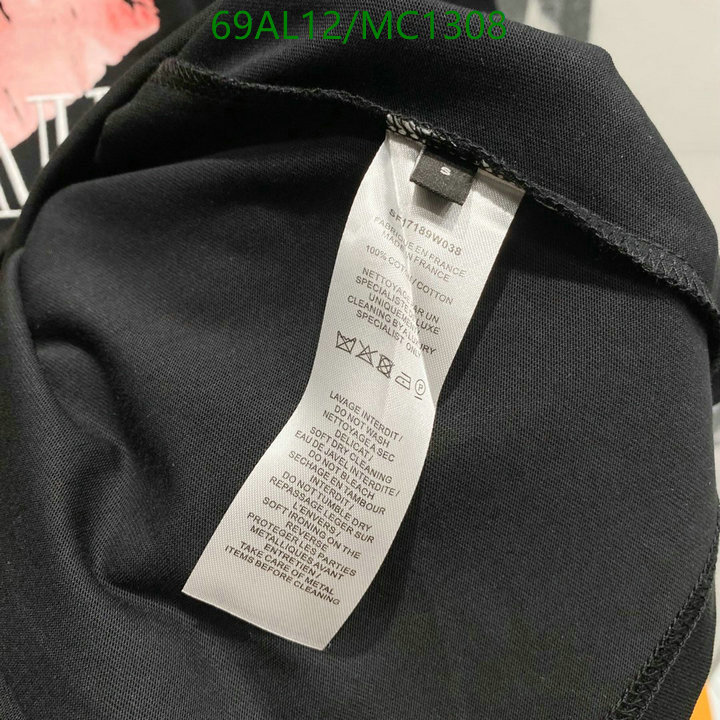 69AL12/MC1308
S
17189W038
FABRIQUE EN FRANCE
MADE IN FRANCE
100% COTON / COTTON
NETTOYAGE PAR UN
SPECIALISTE
UNIQUEMENT LUXE
CLEANING BY LUXURY
SPECIALIST ONLY
P
LAVAGE INTERDIT /
DO NOT WASH
NETTOYAGE A SEC
DELICAT /
SOFT DRY CLEANING
EAU DE JAVEL INTERDITE /
DO NOT BLEACH
SECHAGE EN TAMBOUR
INTERDIT /
DO NOT TUMBLE DRY
REPASSAGE LEGER SUR
L'ENVERS /
SOFT IRONING ON THE
REVERSE
PROTEGER LES PARTIES
METALLIQUES AVANT
ENTRETIEN /
TAKE CARE OF METAL
ITEMS BEFORE CLEANING